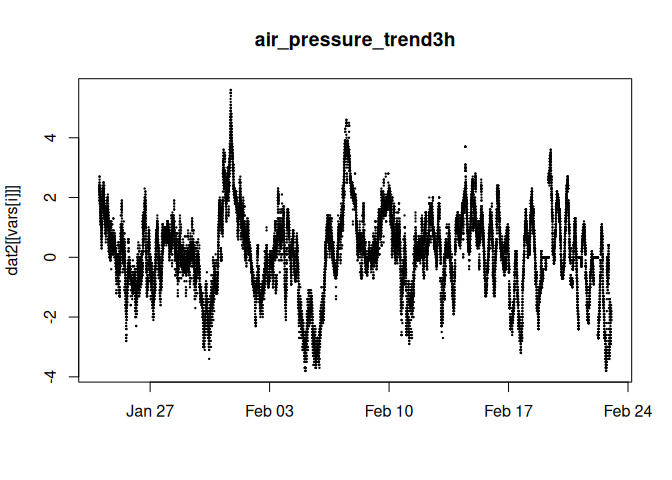 air_pressure_trend3h
dat2[[vars[i]]]
4
2
0
-2
-4
Jan 27
Feb 03
Feb 10
Feb 17
Feb 24